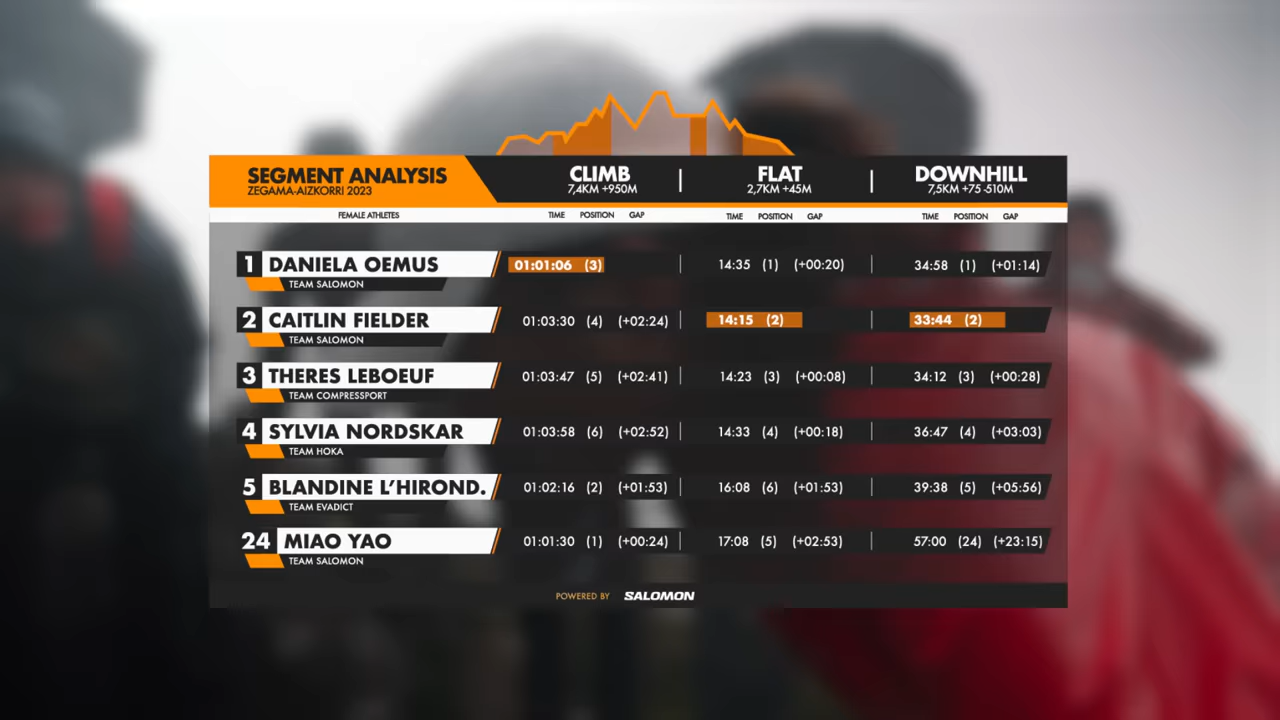 SEGMENT ANALYSIS
ZEGAMA-AIZKORRI 2023
CLIMB
7,4KM +950M
FLAT
2,7KM +45M
DOWNHILL
7,5KM +75 -510M
FEMALE ATHLETES TIME POSITION GAP TIME POSITION GAP TIME POSITION GAP
1 DANIELA OEMUS 01:01:06 (3) 14:35 (1) (+00:20) 34:58 (1) (+01:14)
TEAM SALOMON
2 CAITLIN FIELDER 01:03:30 (4) (+02:24) 14:15 (2) 33:44 (2)
TEAM SALOMON
3 THERES LEBOEUF 01:03:47 (5) (+02:41) 14:23 (3) (+00:08) 34:12 (3) (+00:28)
TEAM COMPRESSPORT
4 SYLVIA NORDSKAR 01:03:58 (6) (+02:52) 14:33 (4) (+00:18) 36:47 (4) (+03:03)
TEAM HOKA
5 BLANDINE L'HIROND. 01:02:16 (2) (+01:53) 16:08 (6) (+01:53) 39:38 (5) (+05:56)
TEAM EVADICT
24 MIAO YAO 01:01:30 (1) (+00:24) 17:08 (5) (+02:53) 57:00 (24) (+23:15)
TEAM SALOMON
POWERED BY SALOMON